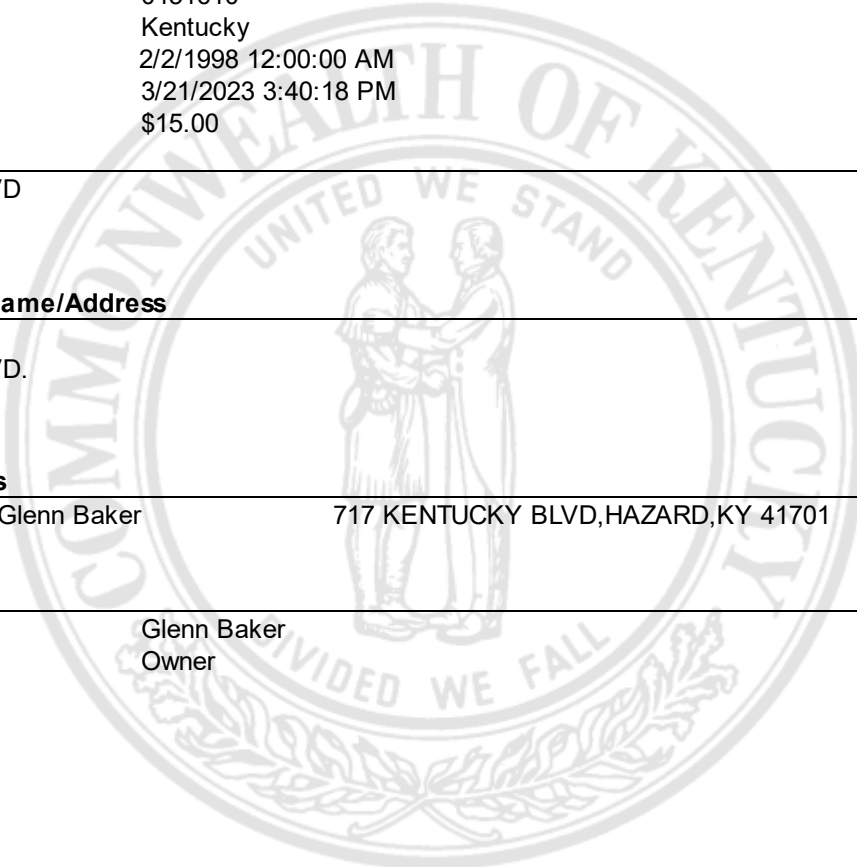 Kentucky
2/2/1998 12:00:00 AM
3/21/2023 3:40:18 PM
$15.00
VD
ame/Address
VD.
s
Glenn Baker 717 KENTUCKY BLVD,HAZARD,KY 41701
Glenn Baker
Owner
COMMONWEALTH OF KENTUCKY
UNITED WE STAND
DIVIDED WE FALL